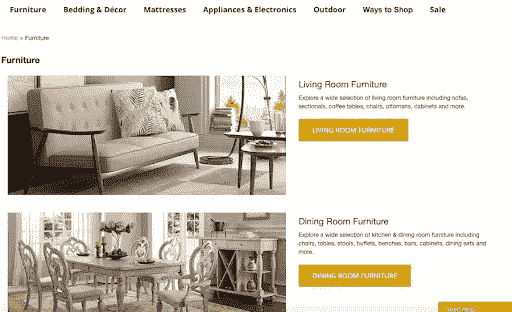 Furniture Bedding & Décor Mattresses Appliances & Electronics Outdoor Ways to Shop Sale
Home > Furniture
Furniture
Living Room Furniture
Explore a wide selection of living room furniture including sofas,
sectionals, coffee tables, chairs, ottomans, cabinets and more.
LIVING ROOM FURNITURE
Dining Room Furniture
Explore a wide selection of kitchen & dining room furniture including
chairs, tables, stools, buffets, benches, bars, cabinets, dining sets and
more.
DINING ROOM FURNITURE